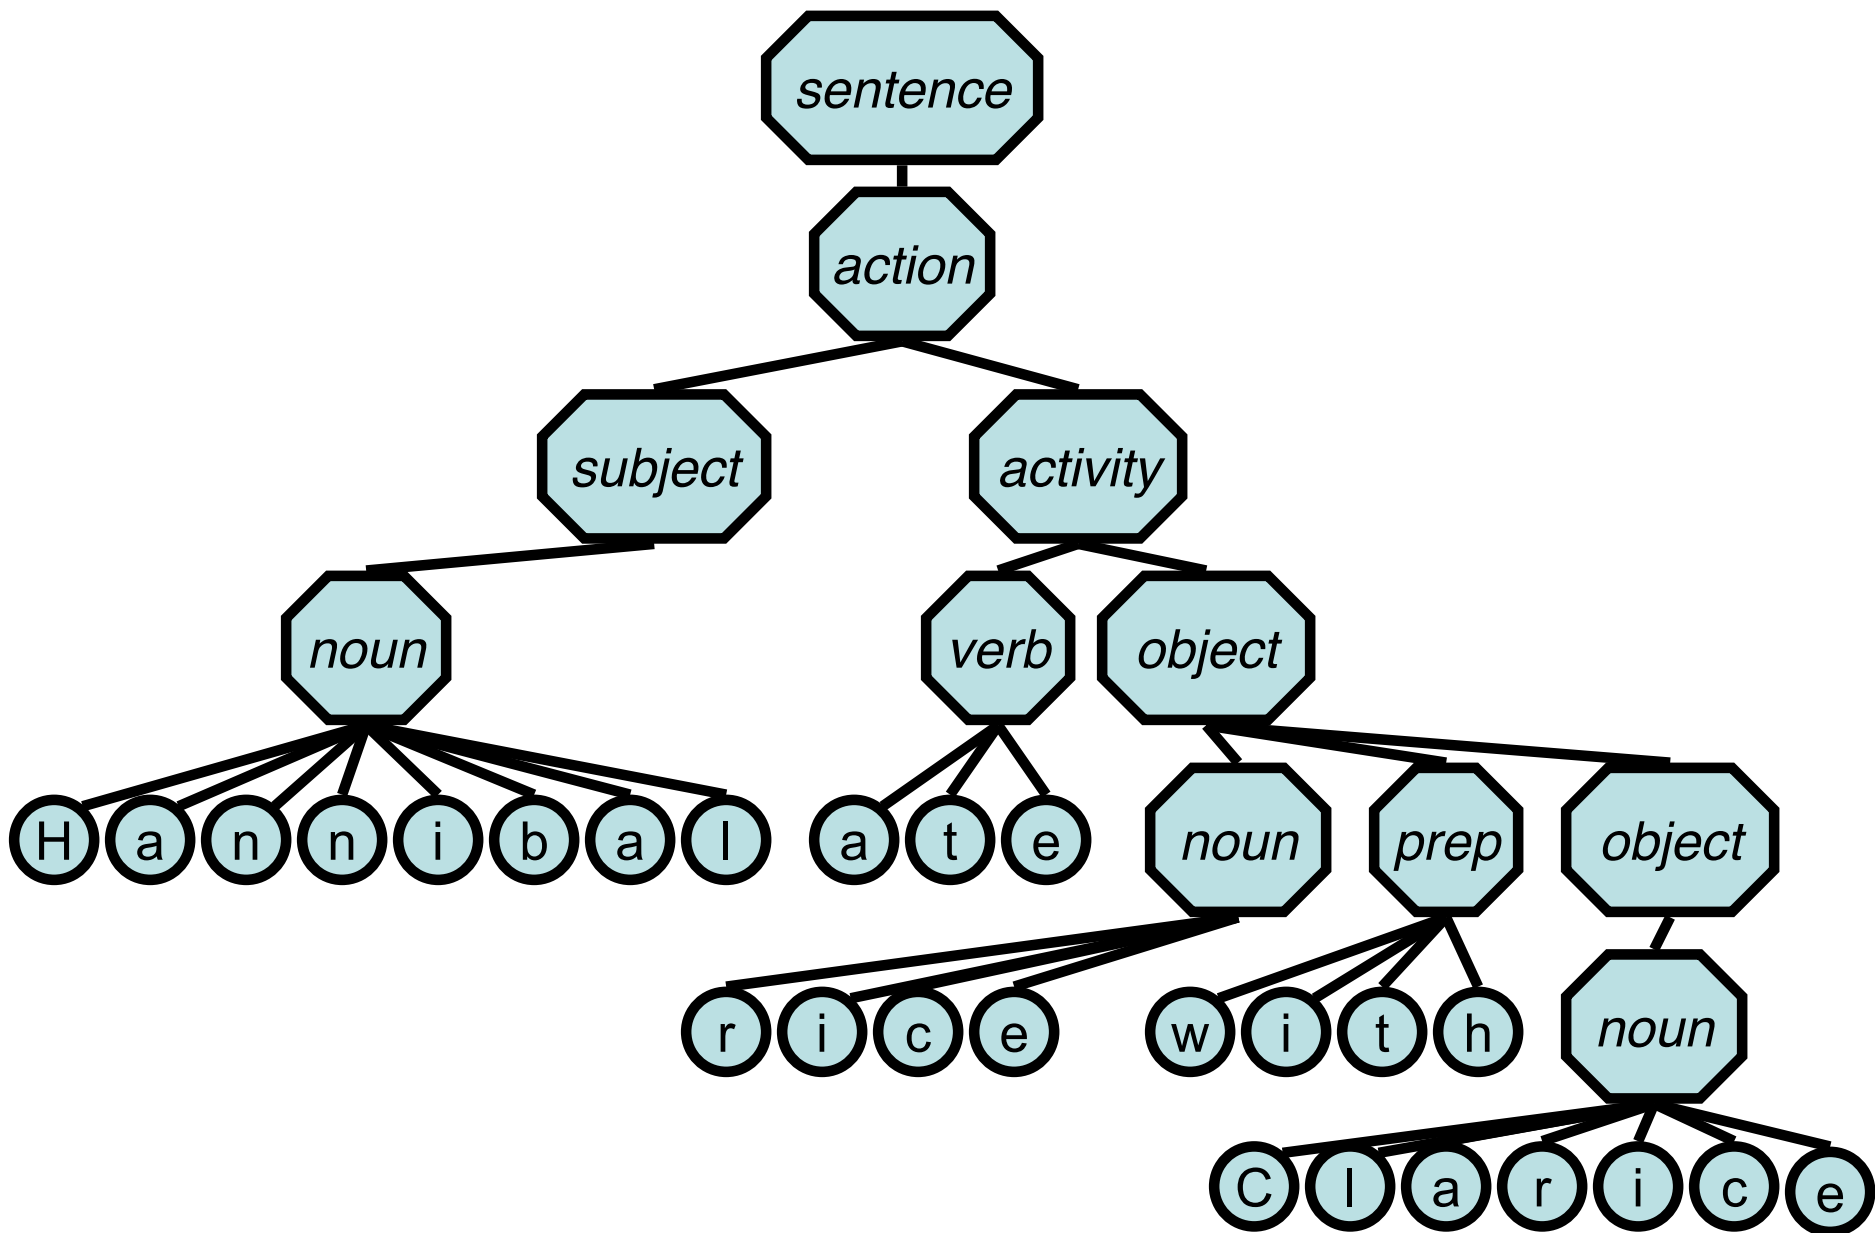 sentence
action
subject activity
noun verb object
H a n n i b a l a t e noun prep object
r i c e w i t h noun
C l a r i c e